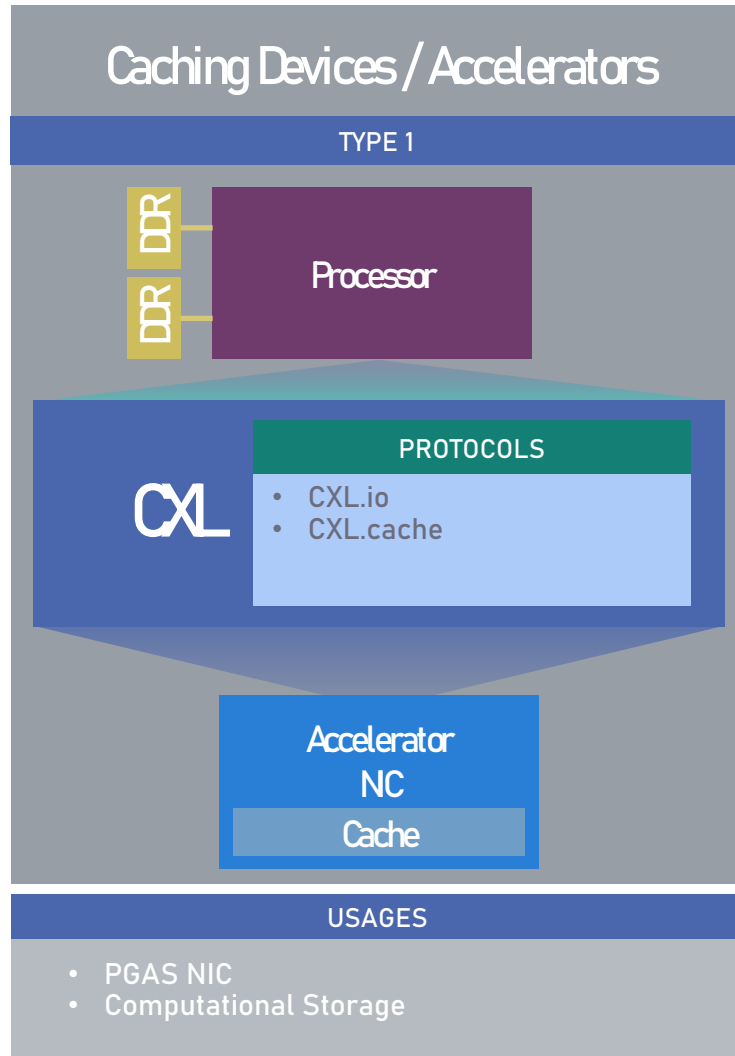 Caching Devices / Accelerators
TYPE 1
DDR
DDR
Processor
CXL
PROTOCOLS
• CXL.io
• CXL.cache
Accelerator
NIC
Cache
USAGES
• PGAS NIC
• Computational Storage